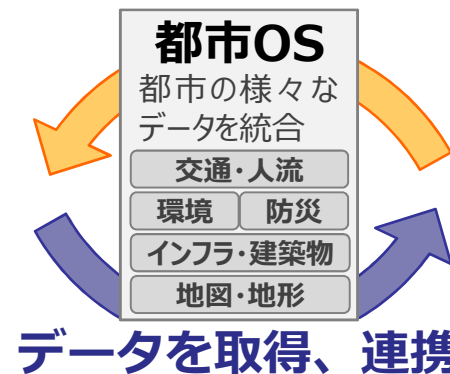 都市OS
都市の様々な
データを統合
交通・人流
環境 防災
インフラ・建築物
地図・地形
データを取得、連携